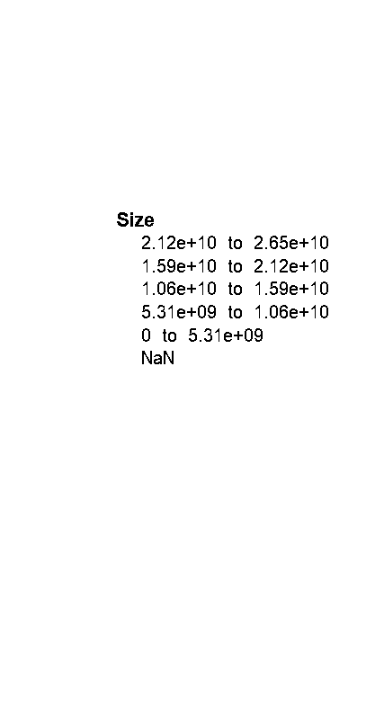 Size
2.12e+10 to 2.65e+10
1.59e+10 to 2.12e+10
1.06e+10 to 1.59e+10
5.31e+09 to 1.06e+10
0 to 5.31e+09
NaN